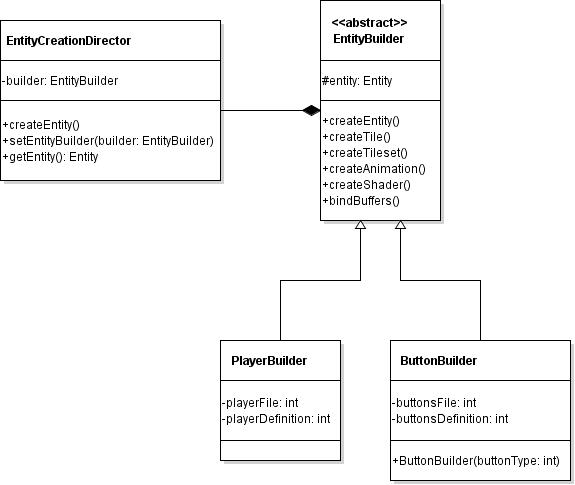 EntityCreationDirector
-builder: EntityBuilder
+createEntity()
+setEntityBuilder(builder: EntityBuilder)
+getEntity(): Entity
<<abstract>>
EntityBuilder
#entity: Entity
+createEntity()
+createTile()
+createTileset()
+createAnimation()
+createShader()
+bindBuffers()
PlayerBuilder
-playerFile: int
-playerDefinition: int
ButtonBuilder
-buttonsFile: int
-buttonsDefinition: int
+ButtonBuilder(buttonType: int)